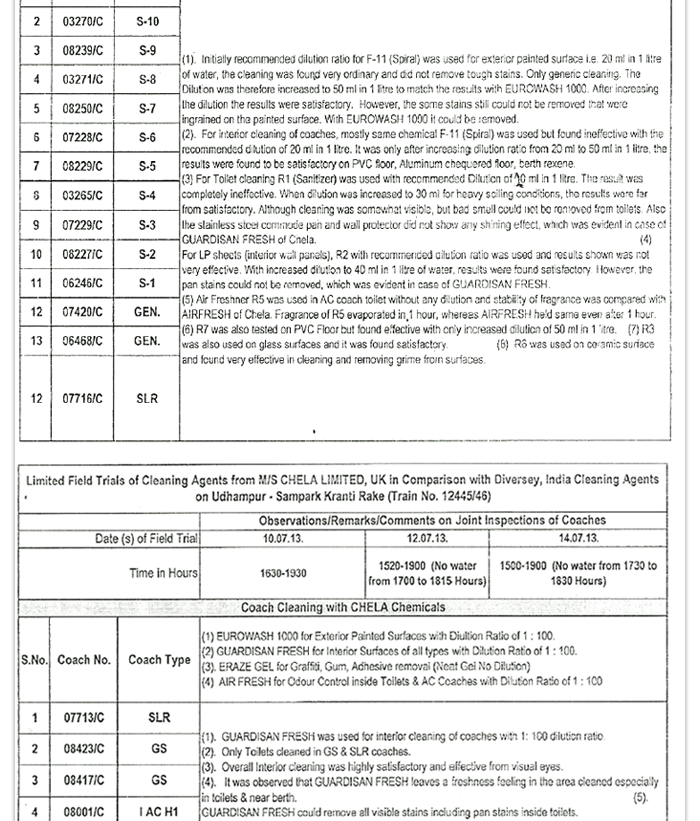 2 03270/C S-10
3 08239/C S-9
4 03271/C S-8
5 08250/C S-7
6 07228/C S-6
7 08229/C S-5
8 03265/C S-4
9 07229/C S-3
10 08227/C S-2
11 06246/C S-1
12 07420/C GEN.
13 06468/C GEN.
12 07716/C SLR
(1). Initially recommended dilution ratio for F-11 (Spiral) was used for exterior painted surface i.e. 20 ml in 1 litre
of water, the cleaning was found very ordinary and did not remove tough stains. Only generic cleaning. The
Dilution was therefore increased to 50 ml in 1 litre to match the results with EUROWASH 1000. After increasing
the dilution the results were satisfactory. However, the some stains still could not be removed that were
ingrained on the painted surface. With EUROWASH 1000 it could be removed.
(2). For interior cleaning of coaches, mostly same chemical F-11 (Spiral) was used but found ineffective with the
recommended dilution of 20 ml in 1 litre. It was only after increasing dilution ratio from 20 ml to 50 ml in 1 litre, the
results were found to be satisfactory on PVC floor, Aluminum chequered floor, berth rexene.
(3) For Toilet cleaning R1 (Sanitizer) was used with recommended Dilution of ml in 1 litre. The result was
completely ineffective. When dilution was increased to 30 ml for heavy soiling conditions, the results were far
from satisfactory. Although cleaning was somewhat visible, but bad smell could not be removed from toilets. Also
the stainless steel commode pan and wall protector did not show any shining effect, which was evident in case of
GUARDISAN FRESH of Chela. (4)
For LP sheets (interior wall panels), R2 with recommended dilution ratio was used and results shown was not
very effective. With increased dilution to 40 ml in 1 litre of water, results were found satisfactory. However, the
pan stains could not be removed, which was evident in case of GUARDISAN FRESH.
(5) Air Freshner R5 was used in AC coach toilet without any dilution and stability of fragrance was compared with
AIRFRESH of Chela. Fragrance of R5 evaporated in 1 hour, whereas AIRFRESH held same even after 1 hour.
(6) R7 was also tested on PVC Floor but found effective with only increased dilution of 50 ml in 1 litre. (7) R3
was also used on glass surfaces and it was found satisfactory. (8) R6 was used on ceramic surface
and found very effective in cleaning and removing grime from surfaces.
Limited Field Trials of Cleaning Agents from M/S CHELA LIMITED, UK in Comparison with Diversey, India Cleaning Agents
on Udhampur - Sampark Kranti Rake (Train No. 12445/46)
Observations/Remarks/Comments on Joint Inspections of Coaches
Date (s) of Field Trial 10.07.13. 12.07.13. 14.07.13.
Time in Hours 1630-1930 1520-1900 (No water from 1700 to 1815 Hours) 1500-1900 (No water from 1730 to 1830 Hours)
Coach Cleaning with CHELA Chemicals
S.No. Coach No. Coach Type
(1) EUROWASH 1000 for Exterior Painted Surfaces with Diultion Ratio of 1 : 100.
(2) GUARDISAN FRESH for Interior Surfaces of all types with Dilution Ratio of 1 : 100.
(3). ERAZE GEL for Graffiti, Gum, Adhesive removal (Neat Gel No Dilution)
(4) AIR FRESH for Odour Control inside Toilets & AC Coaches with Dilution Ratio of 1 : 100
1 07713/C SLR
2 08423/C GS
3 08417/C GS
4 08001/C I AC H1
(1). GUARDISAN FRESH was used for interior cleaning of coaches with 1: 100 dilution ratio
(2). Only Toilets cleaned in GS & SLR coaches.
(3). Overall Interior cleaning was highly satisfactory and effective from visual eyes.
(4). It was observed that GUARDISAN FRESH leaves a freshness feeling in the area cleaned especially
in toilets & near berth. (5).
GUARDISAN FRESH could remove all visible stains including pan stains inside toilets.